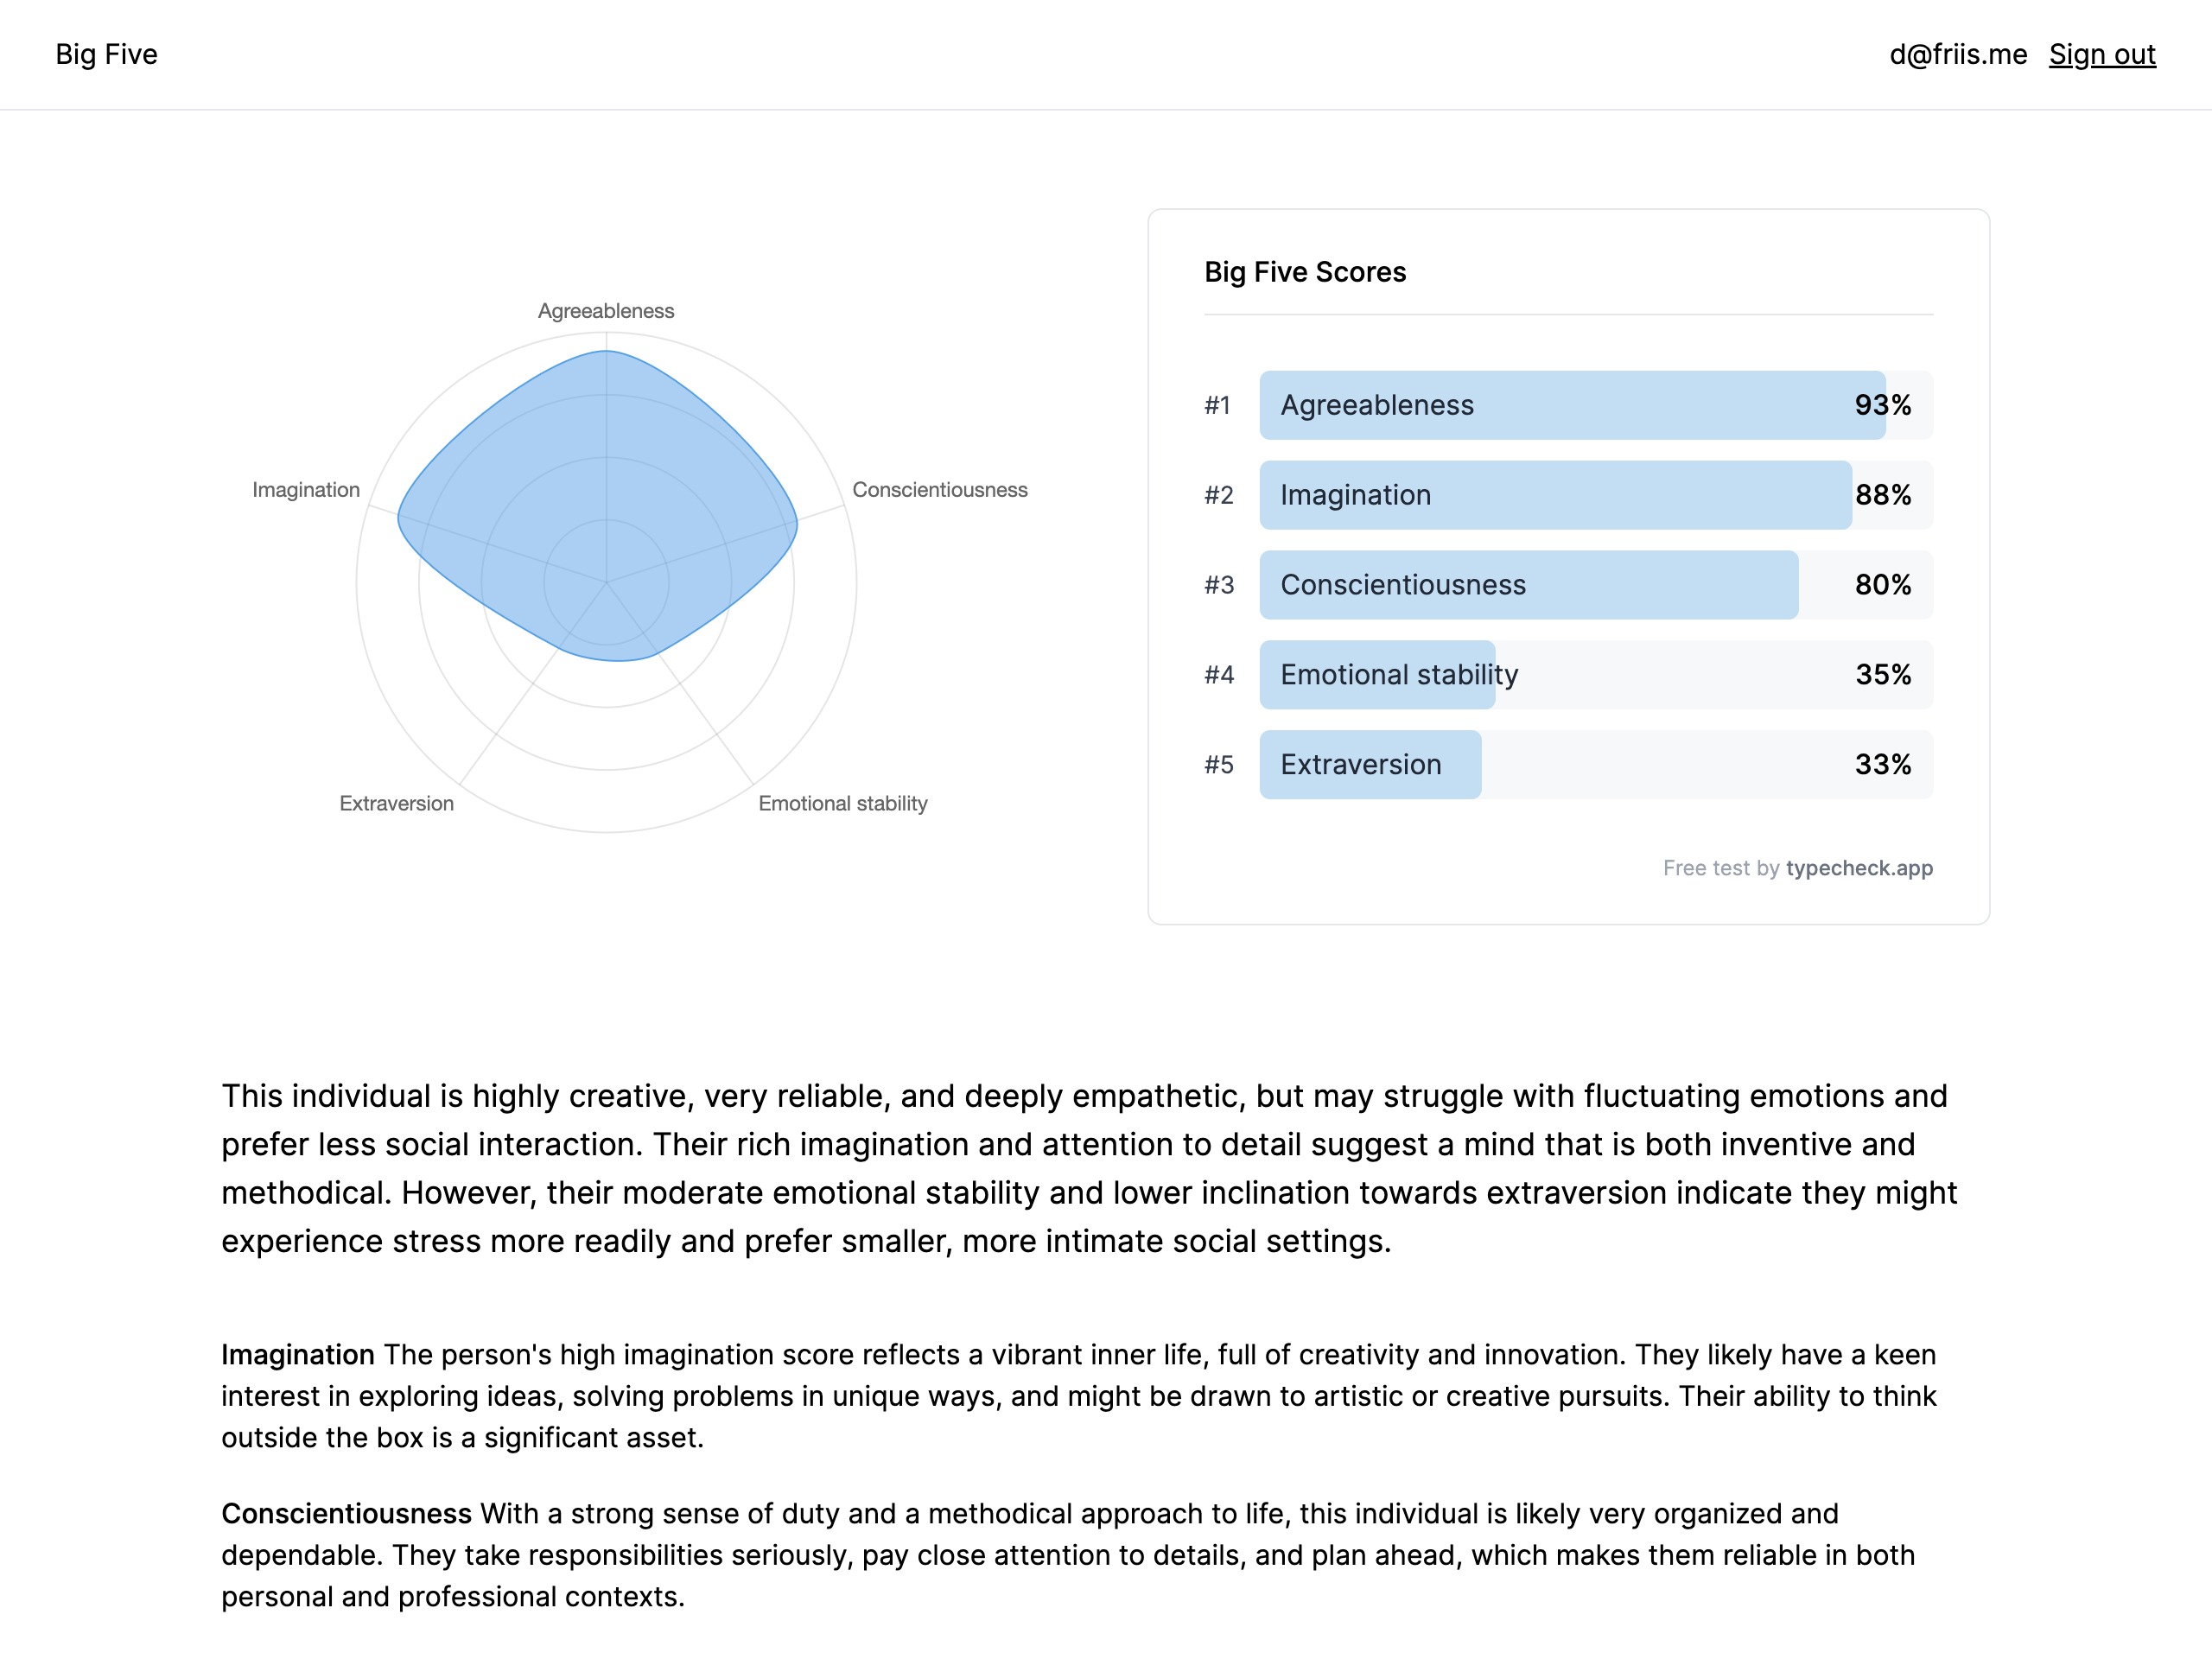 Big Five
d@friis.me Sign out
Agreeableness
Imagination
Conscientiousness
Extraversion
Emotional stability
Big Five Scores
#1 Agreeableness 93%
#2 Imagination 88%
#3 Conscientiousness 80%
#4 Emotional stability 35%
#5 Extraversion 33%
Free test by typecheck.app
This individual is highly creative, very reliable, and deeply empathetic, but may struggle with fluctuating emotions and
prefer less social interaction. Their rich imagination and attention to detail suggest a mind that is both inventive and
methodical. However, their moderate emotional stability and lower inclination towards extraversion indicate they might
experience stress more readily and prefer smaller, more intimate social settings.
Imagination The person's high imagination score reflects a vibrant inner life, full of creativity and innovation. They likely have a keen
interest in exploring ideas, solving problems in unique ways, and might be drawn to artistic or creative pursuits. Their ability to think
outside the box is a significant asset.
Conscientiousness With a strong sense of duty and a methodical approach to life, this individual is likely very organized and
dependable. They take responsibilities seriously, pay close attention to details, and plan ahead, which makes them reliable in both
personal and professional contexts.